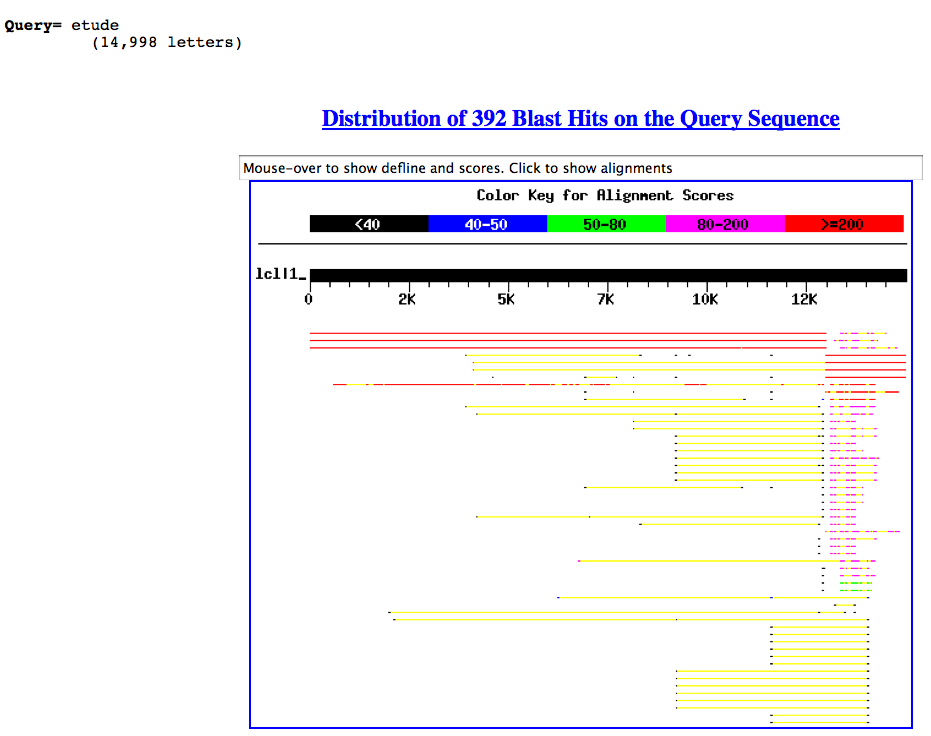 Query= etude
(14,998 letters)
Distribution of 392 Blast Hits on the Query Sequence
Mouse-over to show defline and scores. Click to show alignments
Color Key for Alignment Scores
<40 40-50 50-80 80-200 >=200
lcl|1_
0 2K 5K 7K 10K 12K